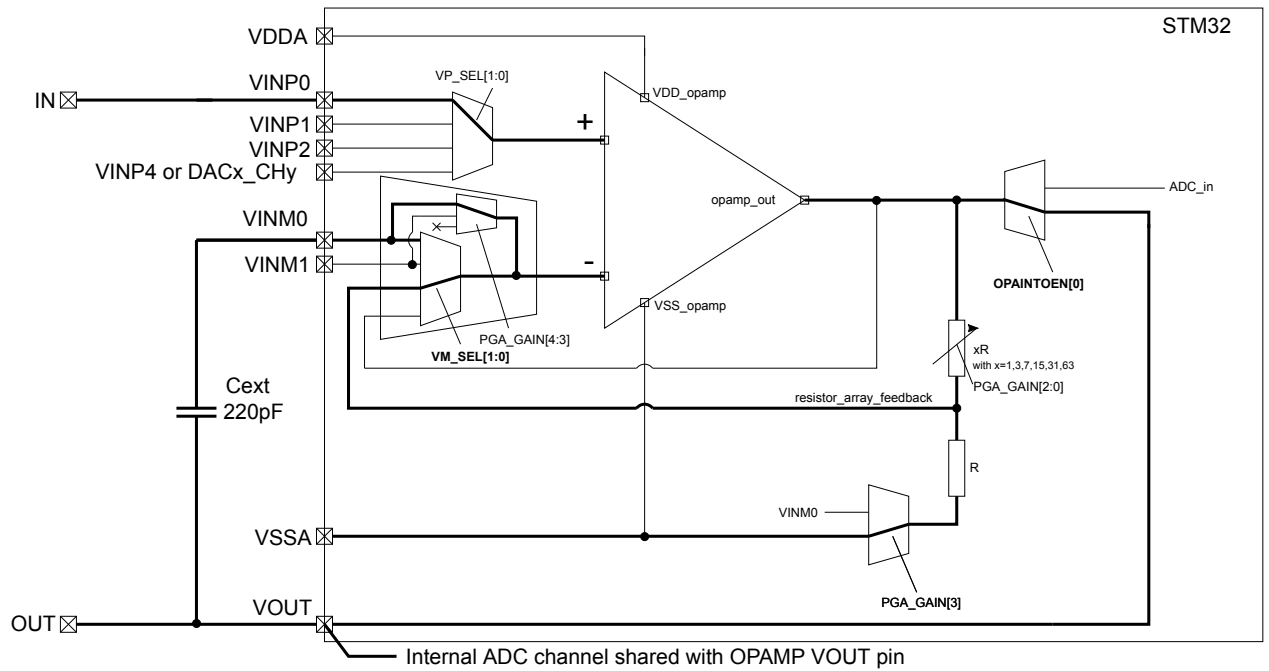 STM32
VDDA
VINP0
VP_SEL[1:0]
VDD_opamp
IN
+
VINP1
VINP2
VINP4 or DACx_CHy
ADC_in
opamp_out
VINM0
VINM1
-
OPAINTOEN[0]
VSS_opamp
PGA_GAIN[4:3]
VM_SEL[1:0]
xR
with x=1,3,7,15,31,63
PGA_GAIN[2:0]
Cext
220pF
resistor_array_feedback
R
VINM0
VSSA
PGA_GAIN[3]
VOUT
OUT
Internal ADC channel shared with OPAMP VOUT pin